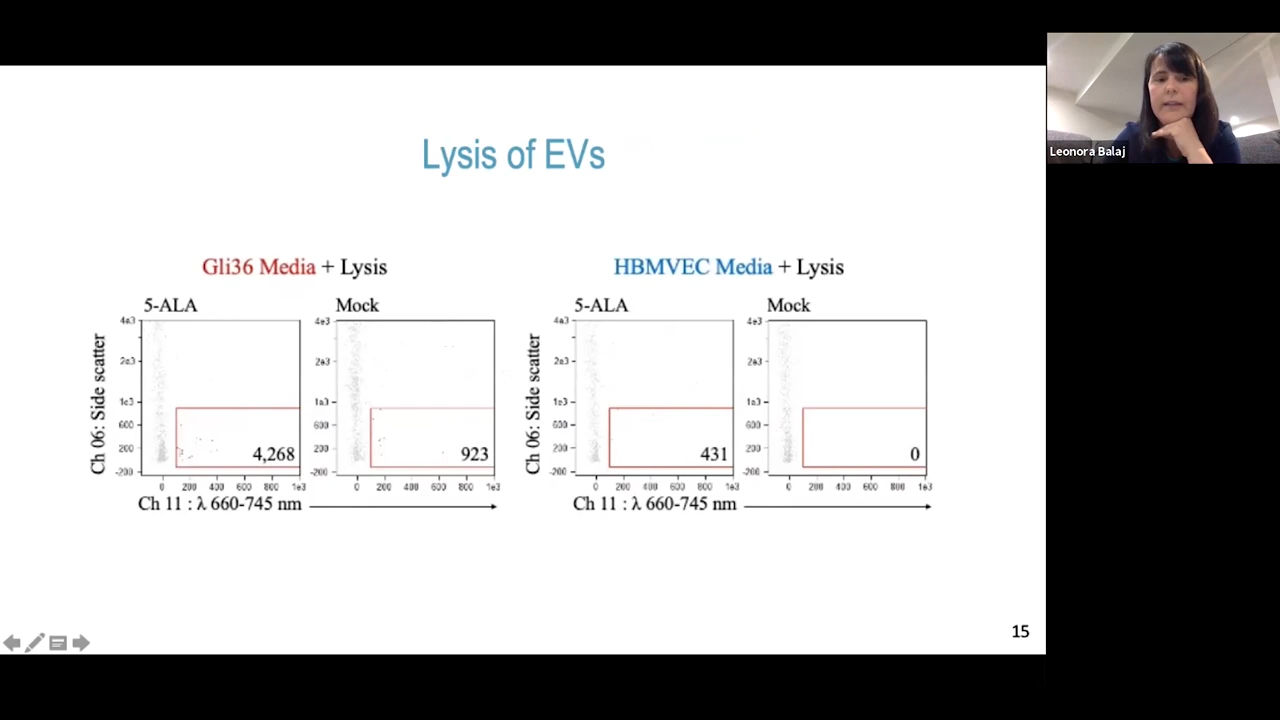 Leonora Balaj
Lysis of EVs
Gli36 Media + Lysis
HBMVEC Media + Lysis
5-ALA
Mock
5-ALA
Mock
Ch 06: Side scatter
4e3
2e3
1e3
600
200
-200
4,268
0 200 400 600 800 1e3
4e3
2e3
1e3
600
200
-200
923
0 200 400 600 800 1e3
Ch 11 : λ 660-745 nm
Ch 06: Side scatter
4e3
2e3
1e3
600
200
-200
431
0 200 400 600 800 1e3
4e3
2e3
1e3
600
200
-200
0
0 200 400 600 800 1e3
Ch 11 : λ 660-745 nm
15